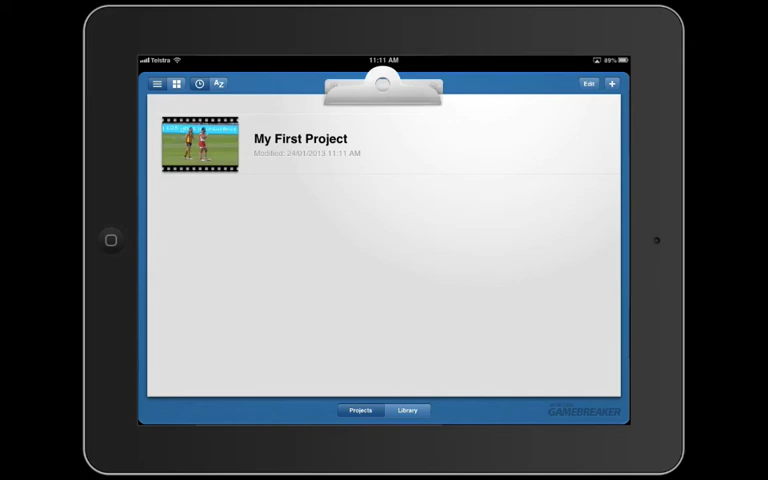 Telstra
11:11 AM
89%
AZ
Edit
+
My First Project
Modified: 24/01/2013 11:11 AM
Projects
Library
GAMEBREAKER